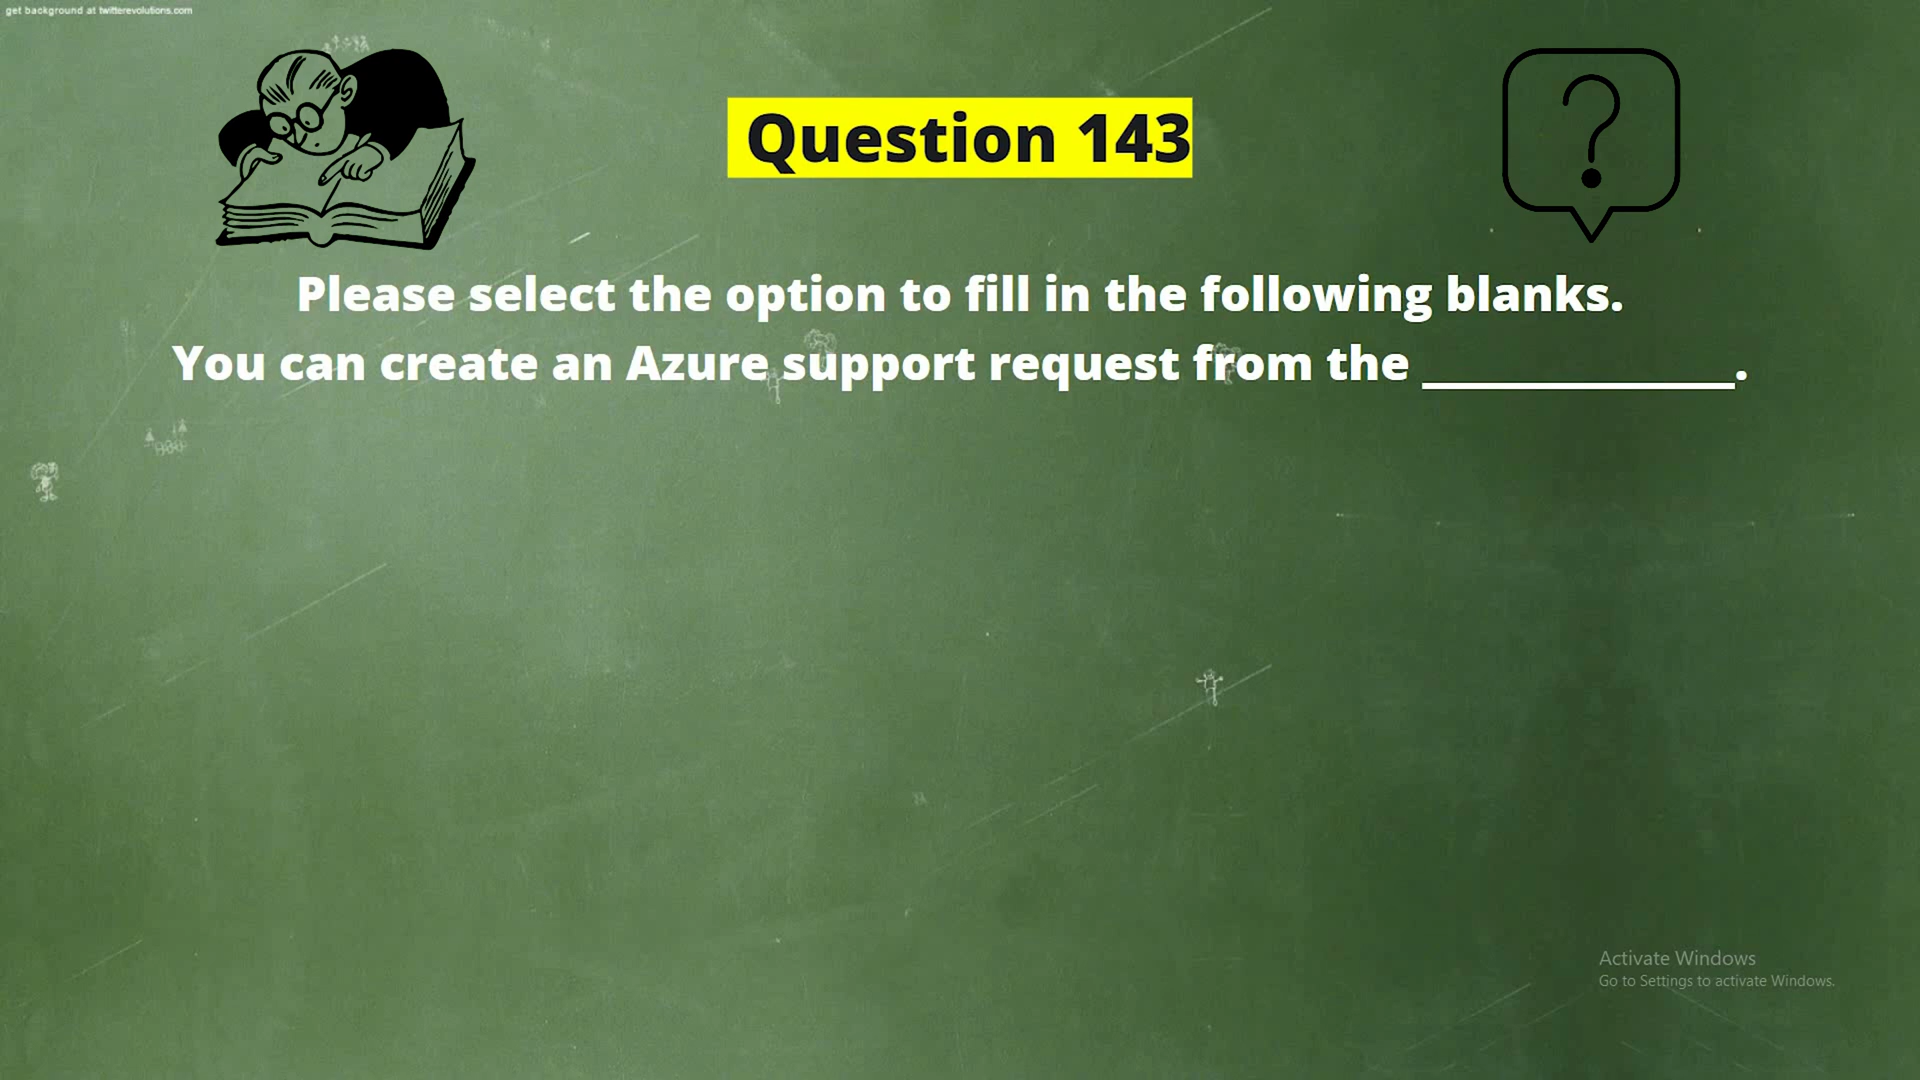 get background at twitterevolutions.com
Question 143
?
Please select the option to fill in the following blanks.
You can create an Azure support request from the _______________.
Activate Windows
Go to Settings to activate Windows.